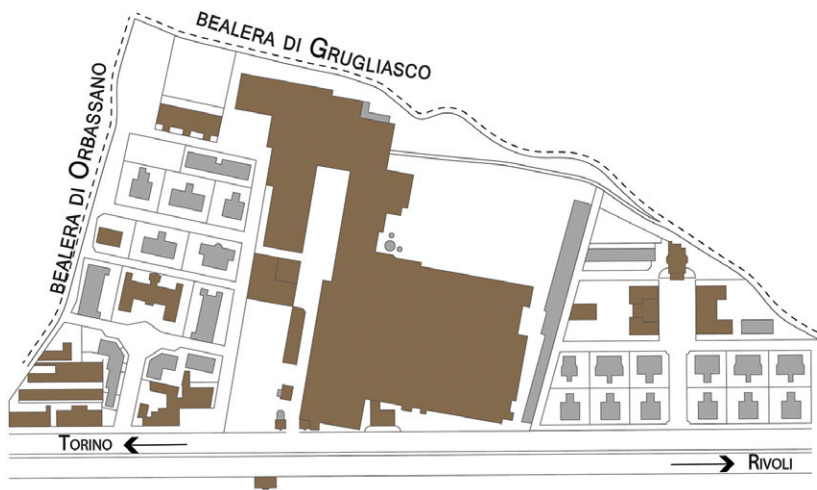 BEALERA DI GRUGLIASCO
BEALERA DI ORBASSANO
TORINO
RIVOLI